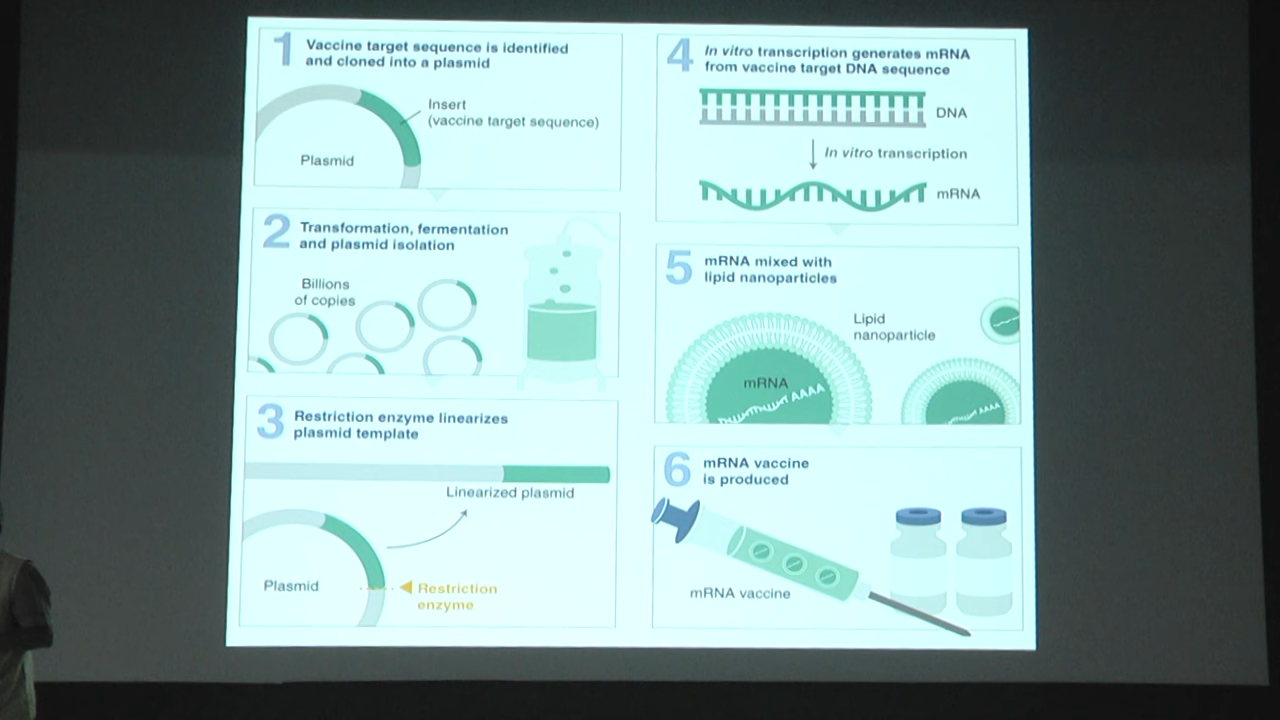 1
Vaccine target sequence is identified
and cloned into a plasmid
Insert
(vaccine target sequence)
Plasmid
2
Transformation, fermentation
and plasmid isolation
Billions
of copies
3
Restriction enzyme linearizes
plasmid template
Linearized plasmid
Plasmid
Restriction
enzyme
4
In vitro transcription generates mRNA
from vaccine target DNA sequence
DNA
In vitro transcription
mRNA
5
mRNA mixed with
lipid nanoparticles
Lipid
nanoparticle
mRNA
AAAA
AAAA
6
mRNA vaccine
is produced
mRNA vaccine